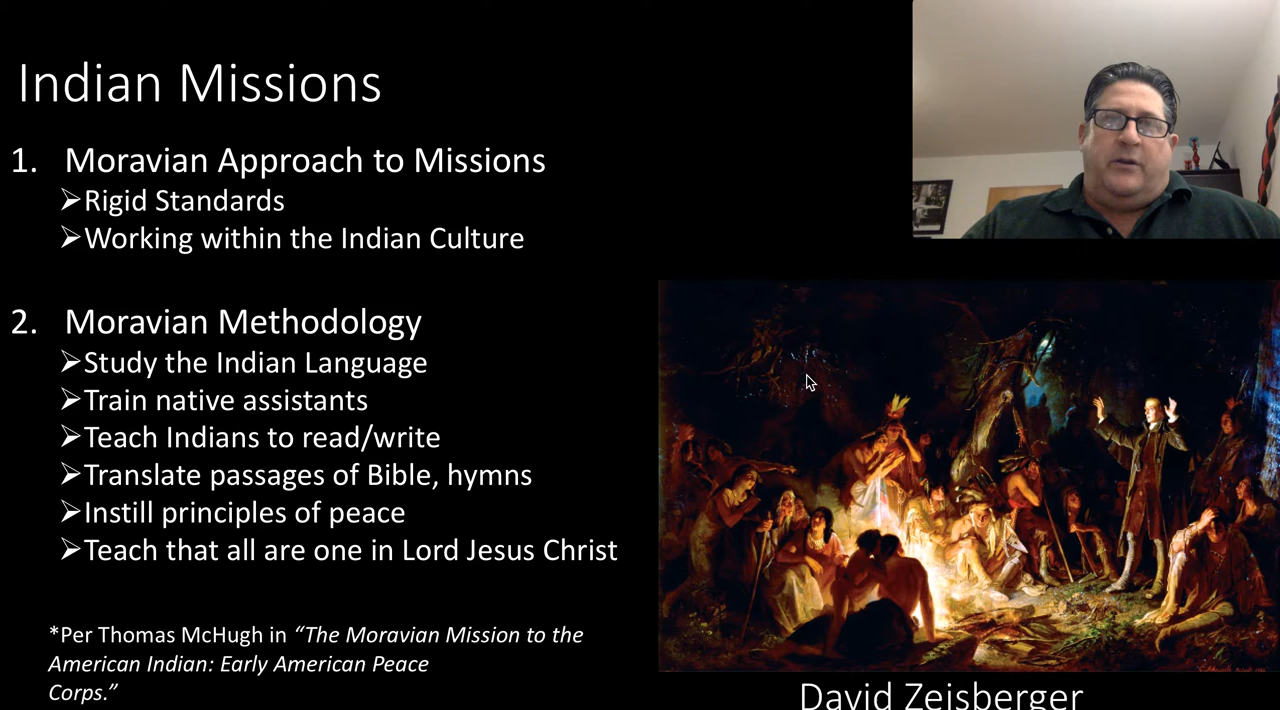 Indian Missions
1. Moravian Approach to Missions
➢Rigid Standards
➢Working within the Indian Culture
2. Moravian Methodology
➢Study the Indian Language
➢Train native assistants
➢Teach Indians to read/write
➢Translate passages of Bible, hymns
➢Instill principles of peace
➢Teach that all are one in Lord Jesus Christ
*Per Thomas McHugh in “The Moravian Mission to the
American Indian: Early American Peace
Corps.”
David Zeisberger